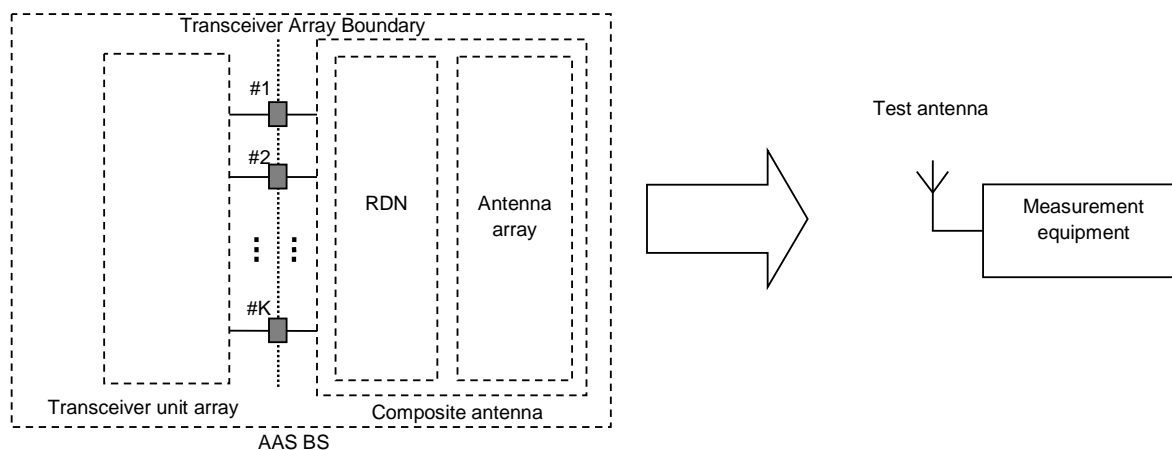 Transceiver Array Boundary
#1
#2
#K
RDN
Antenna
array
Transceiver unit array
Composite antenna
AAS BS
Test antenna
Measurement
equipment